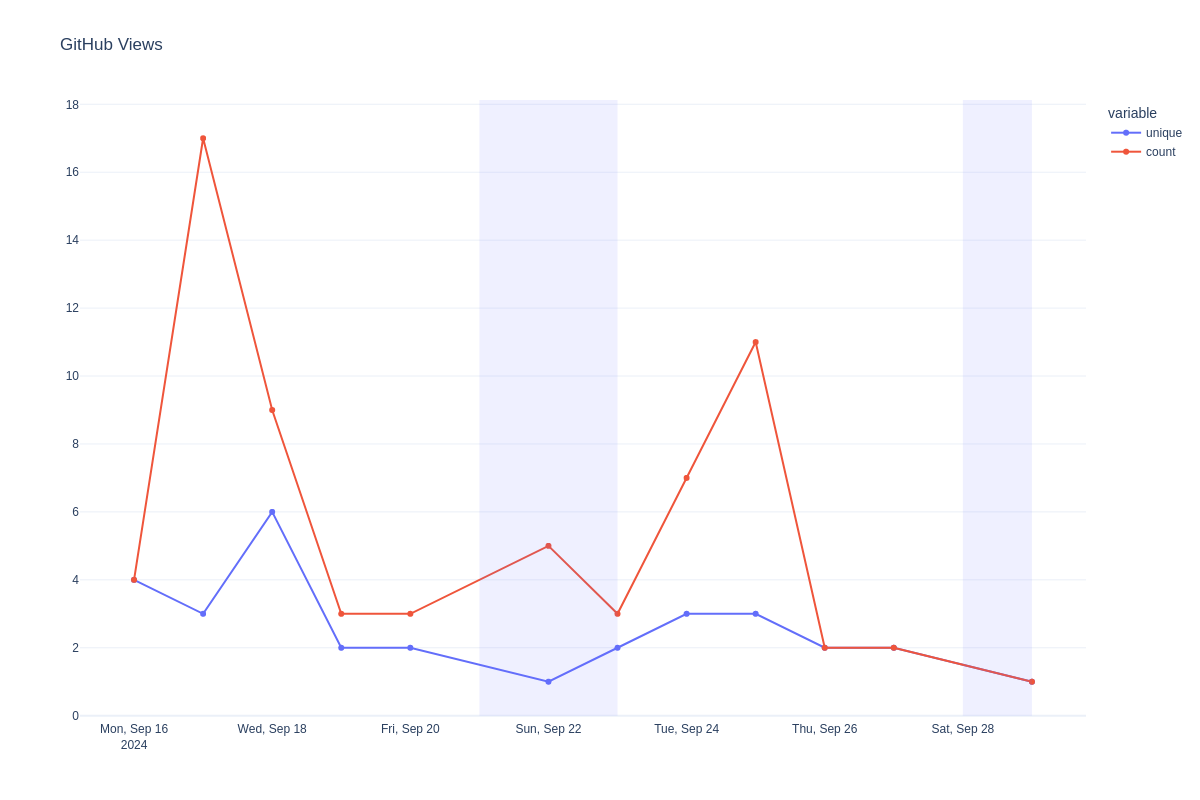 GitHub Views
18
16
14
12
10
8
6
4
2
0
Mon, Sep 16
2024
Wed, Sep 18
Fri, Sep 20
Sun, Sep 22
Tue, Sep 24
Thu, Sep 26
Sat, Sep 28
variable
unique
count